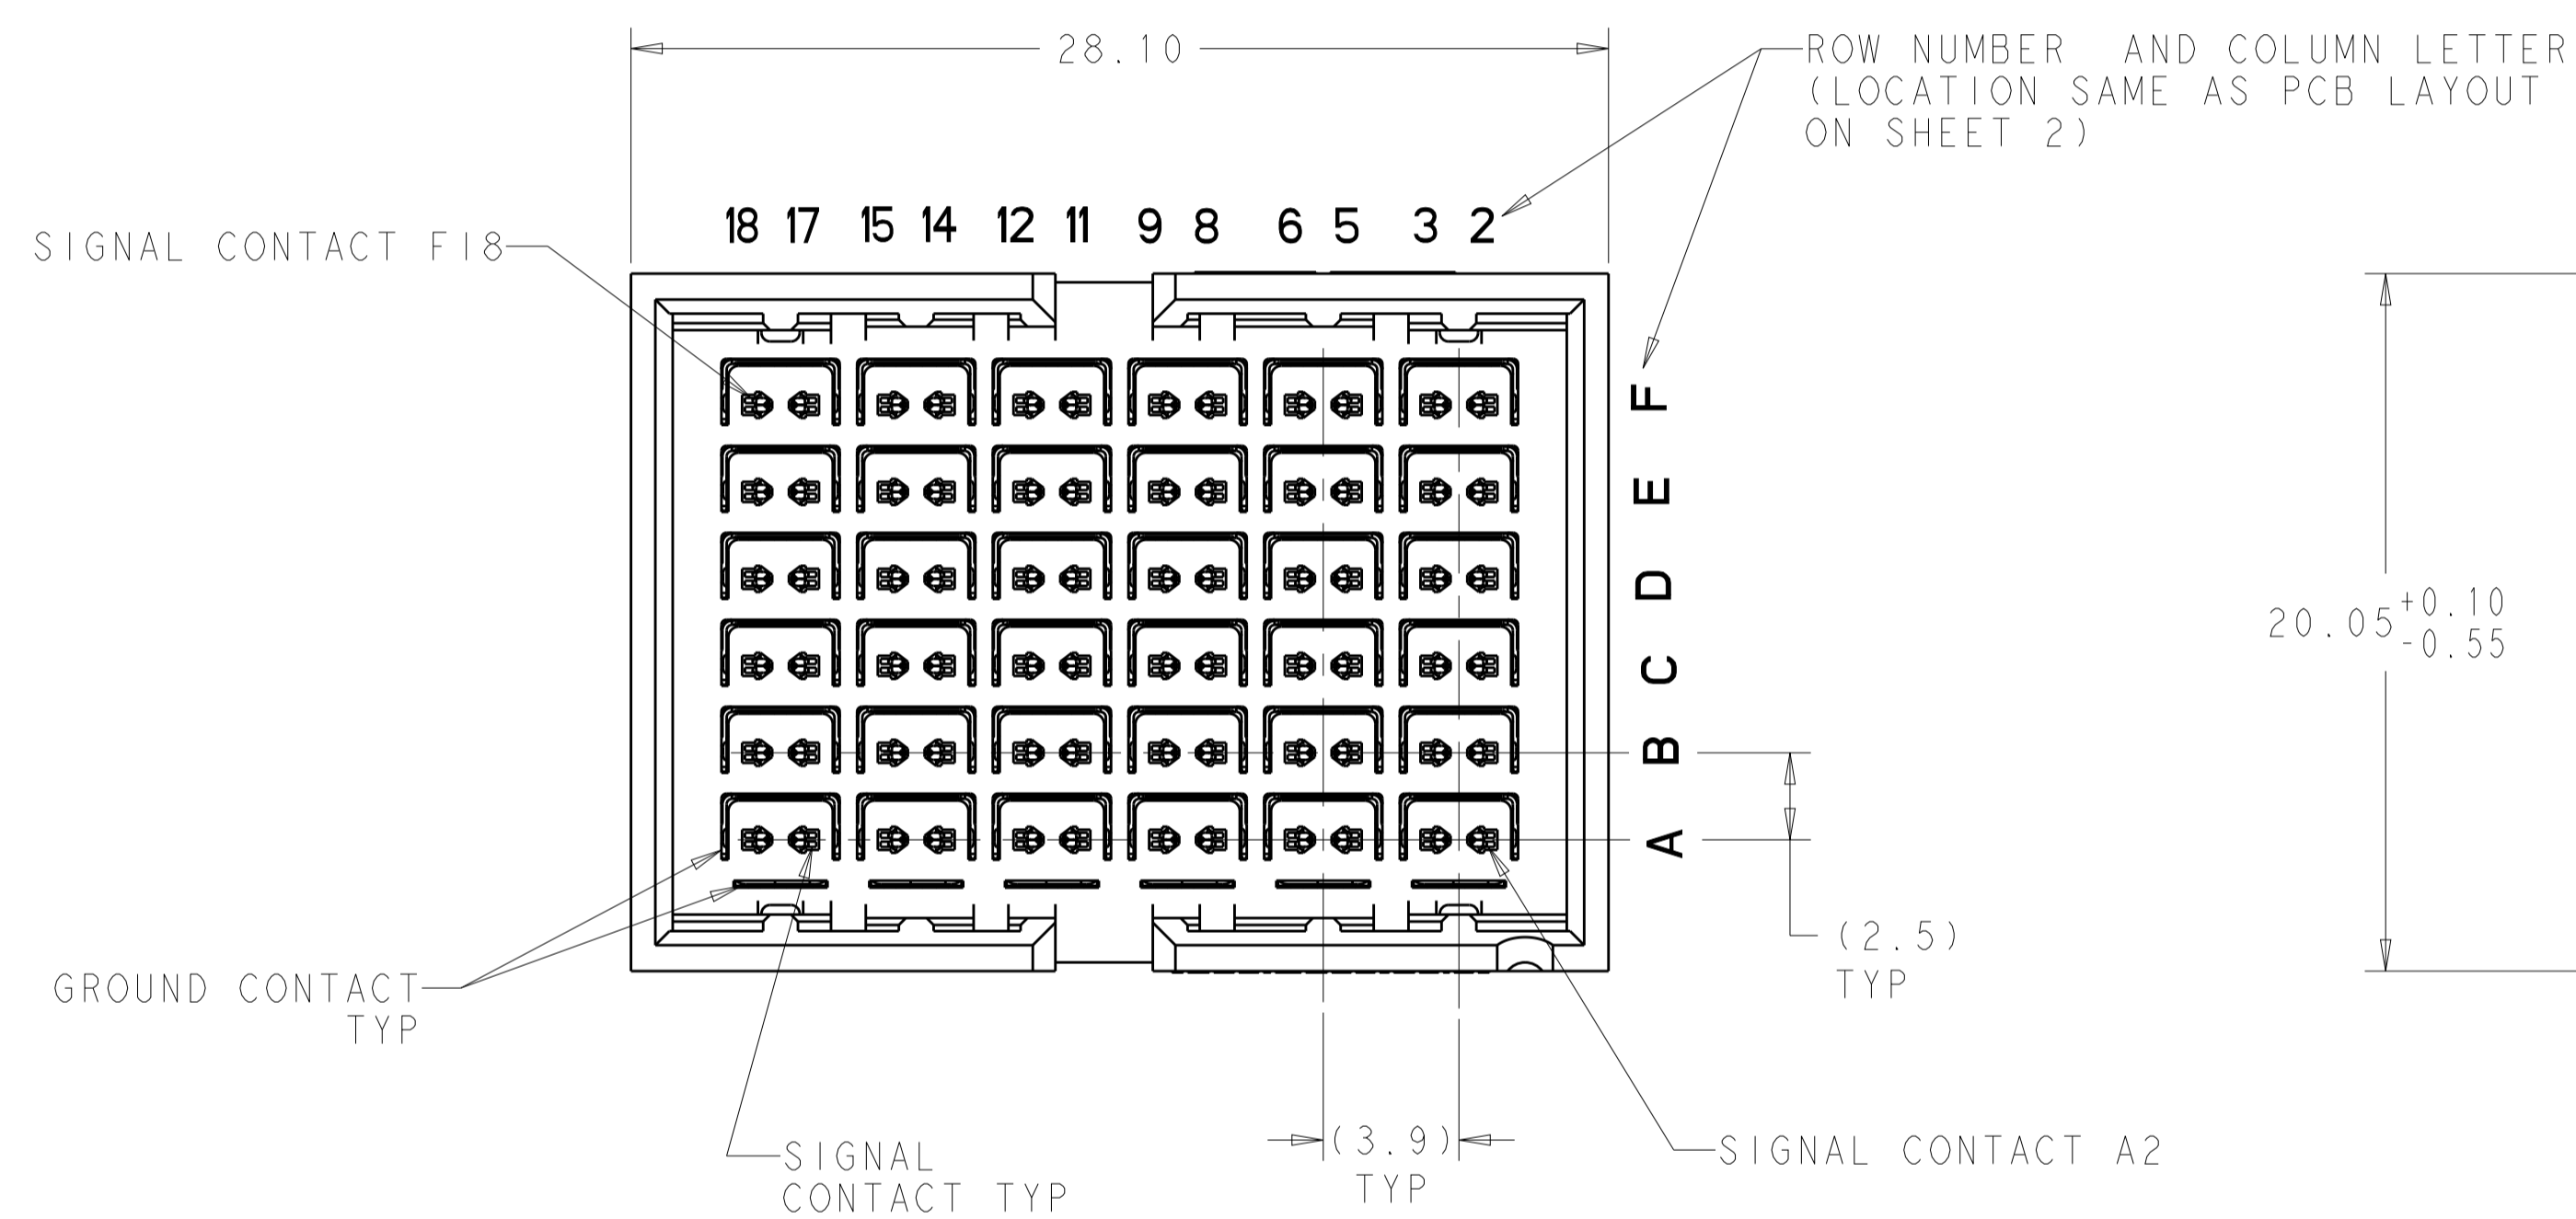 28.10
ROW NUMBER AND COLUMN LETTER
(LOCATION SAME AS PCB LAYOUT
ON SHEET 2)
18 17 15 14 12 11 9 8 6 5 3 2
SIGNAL CONTACT F18
F
E
D
C
B
A
20.05 +0.10
-0.55
(2.5)
TYP
GROUND CONTACT
TYP
(3.9)
TYP
SIGNAL
CONTACT TYP
SIGNAL CONTACT A2